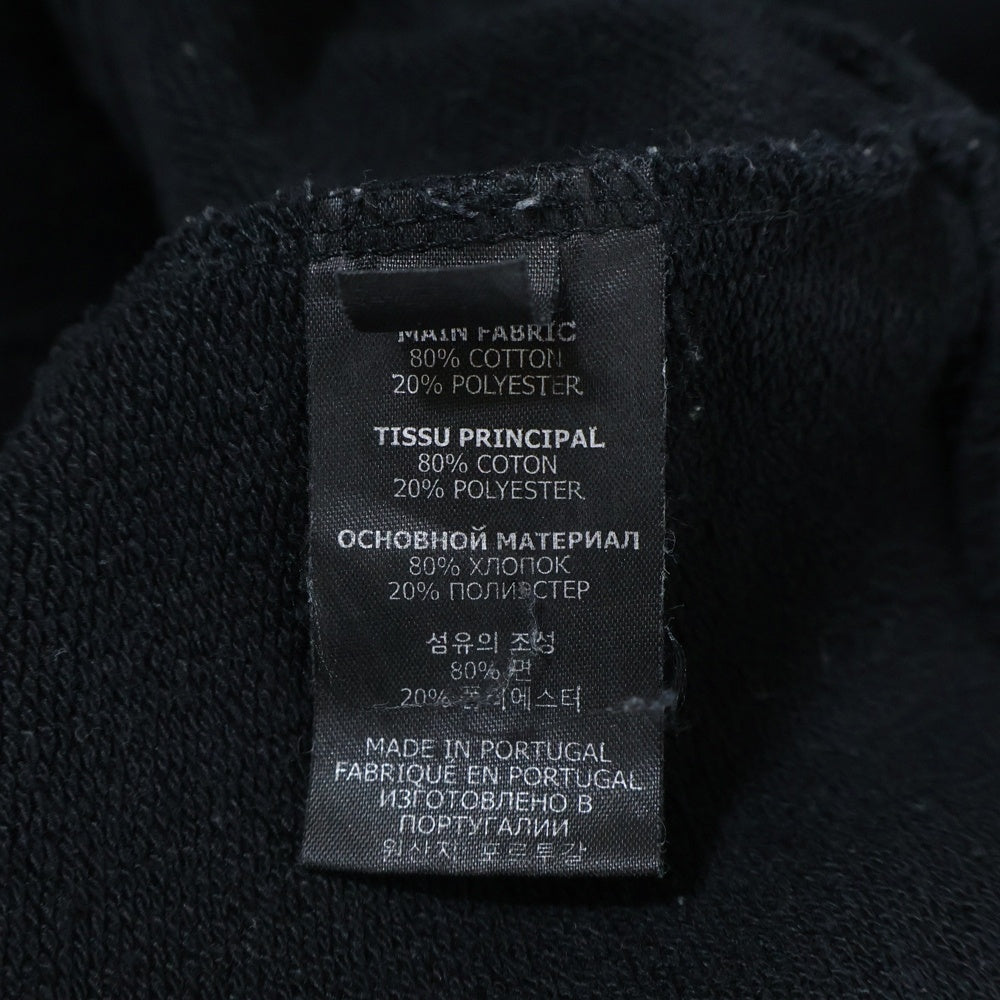 MAIN FABRIC
80% COTTON
20% POLYESTER
TISSU PRINCIPAL
80% COTON
20% POLYESTER
ОСНОВНОЙ МАТЕРИАЛ
80% ХЛОПОК
20% ПОЛИЭСТЕР
섬유의 조성
80% 면
20% 폴리에스터
MADE IN PORTUGAL
FABRIQUÉ EN PORTUGAL
ИЗГОТОВЛЕНО В
ПОРТУГАЛИИ
원산지 포르투갈